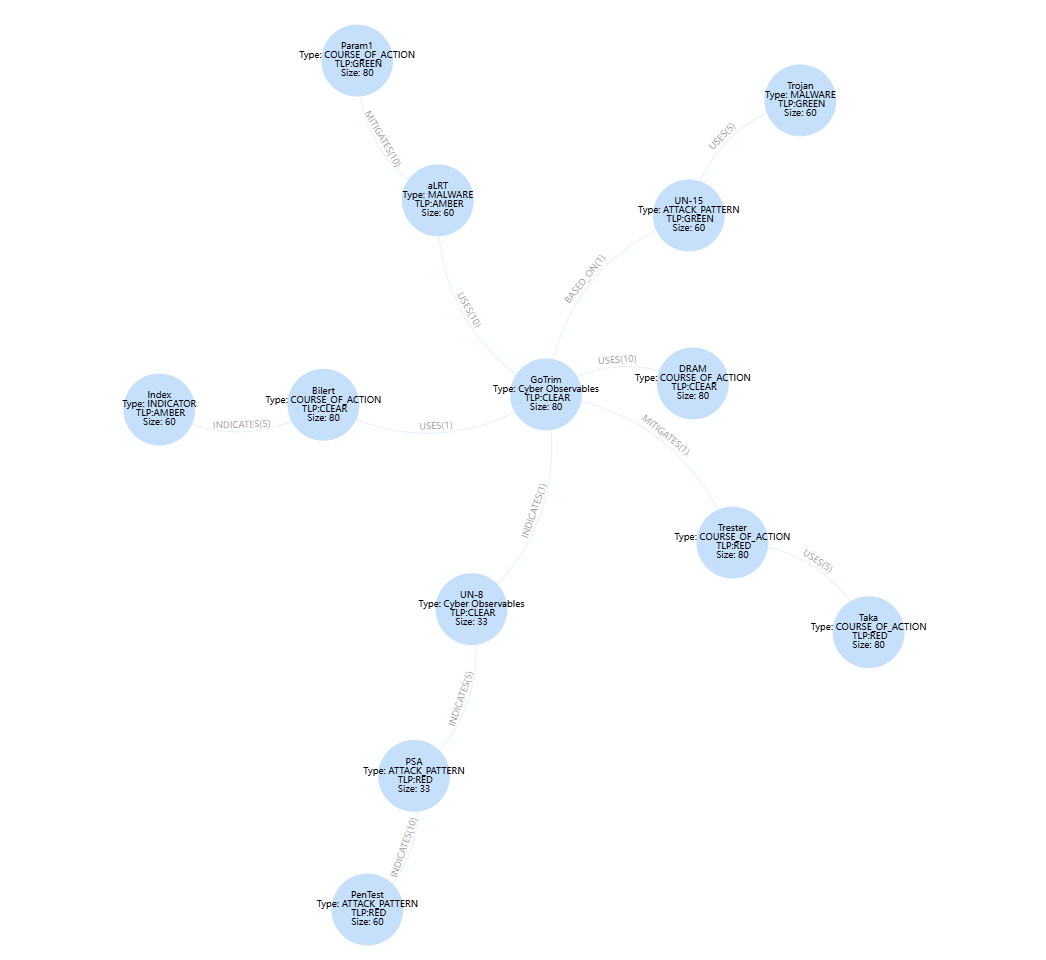 Param1
Type: COURSE_OF_ACTION
TLP:GREEN
Size: 80
MITIGATES(10)
Trojan
Type: MALWARE
TLP:GREEN
Size: 60
USES(5)
aLRT
Type: MALWARE
TLP:AMBER
Size: 60
UN-15
Type: ATTACK_PATTERN
TLP:GREEN
Size: 60
BASED_ON(1)
USES(10)
USES(10)
GoTrim
Type: Cyber Observables
TLP:CLEAR
Size: 80
DRAM
Type: COURSE_OF_ACTION
TLP:CLEAR
Size: 80
Index
Type: INDICATOR
TLP:AMBER
Size: 60
INDICATES(5)
Bilert
Type: COURSE_OF_ACTION
TLP:CLEAR
Size: 80
USES(1)
MITIGATES(1)
INDICATES(1)
Trester
Type: COURSE_OF_ACTION
TLP:RED
Size: 80
USES(5)
UN-8
Type: Cyber Observables
TLP:CLEAR
Size: 33
Taka
Type: COURSE_OF_ACTION
TLP:RED
Size: 80
INDICATES(5)
PSA
Type: ATTACK_PATTERN
TLP:RED
Size: 33
INDICATES(10)
PenTest
Type: ATTACK_PATTERN
TLP:RED
Size: 60